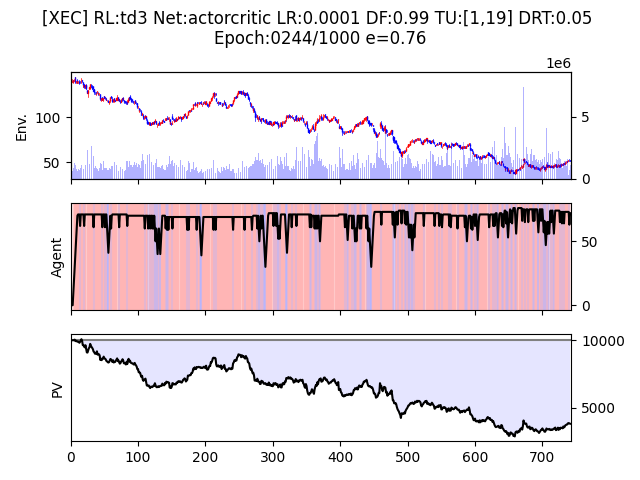 [XEC] RL:td3 Net:actorcritic LR:0.0001 DF:0.99 TU:[1,19] DRT:0.05
Epoch:0244/1000 e=0.76
1e6
Env.
100
50
5
0
Agent
50
0
PV
10000
5000
0 100 200 300 400 500 600 700